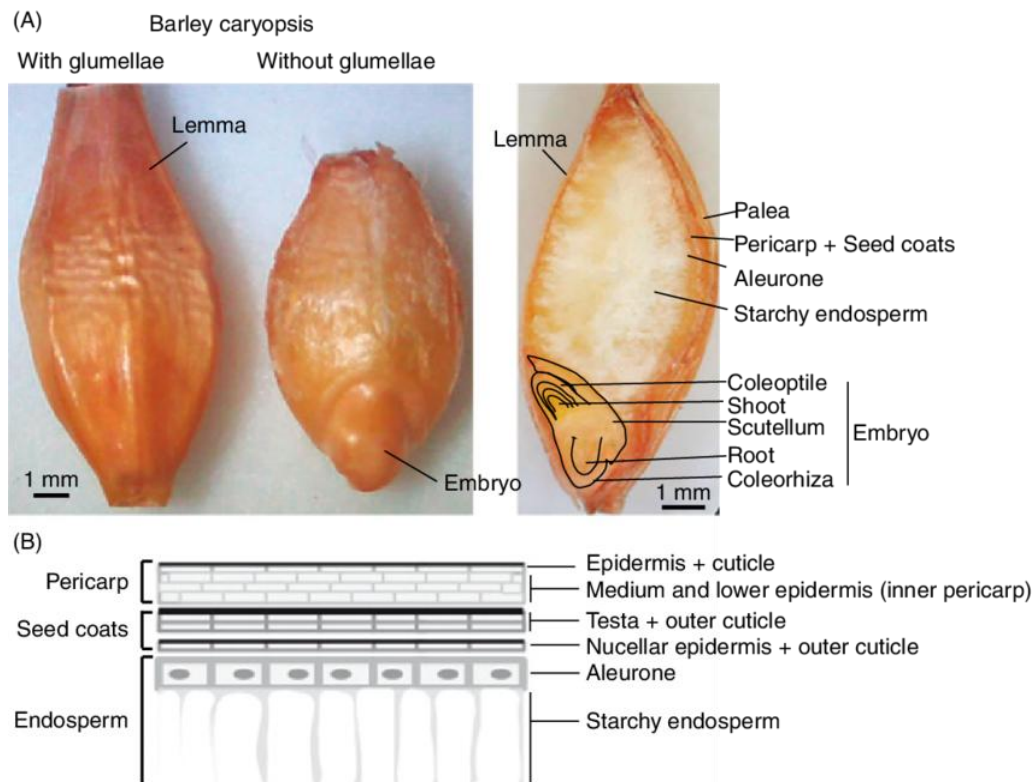 (A)
Barley caryopsis
With glumellae
Without glumellae
Lemma
Embryo
1 mm
Lemma
Palea
Pericarp + Seed coats
Aleurone
Starchy endosperm
Coleoptile
Shoot
Scutellum
Root
Coleorhiza
Embryo
1 mm
(B)
Pericarp
Seed coats
Endosperm
Epidermis + cuticle
Medium and lower epidermis (inner pericarp)
Testa + outer cuticle
Nucellar epidermis + outer cuticle
Aleurone
Starchy endosperm